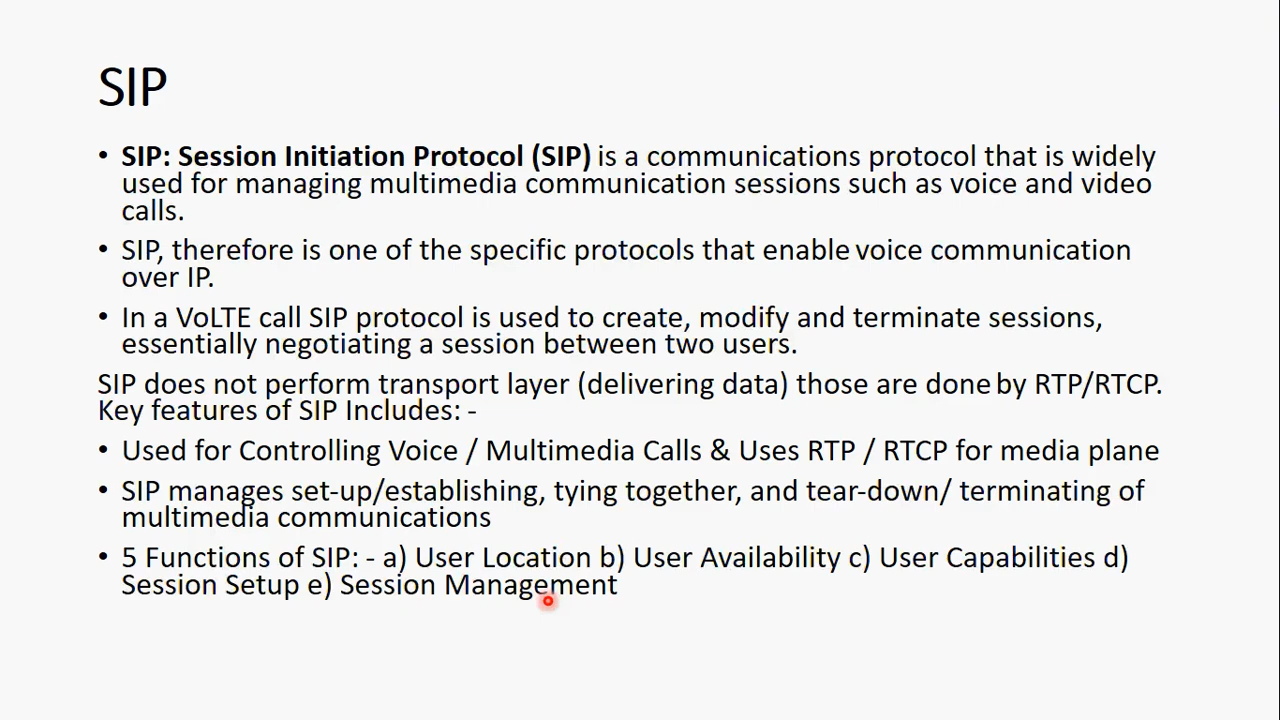 SIP
• SIP: Session Initiation Protocol (SIP) is a communications protocol that is widely
used for managing multimedia communication sessions such as voice and video
calls.
• SIP, therefore is one of the specific protocols that enable voice communication
over IP.
• In a VoLTE call SIP protocol is used to create, modify and terminate sessions,
essentially negotiating a session between two users.
SIP does not perform transport layer (delivering data) those are done by RTP/RTCP.
Key features of SIP Includes: -
• Used for Controlling Voice / Multimedia Calls & Uses RTP / RTCP for media plane
• SIP manages set-up/establishing, tying together, and tear-down/ terminating of
multimedia communications
• 5 Functions of SIP: - a) User Location b) User Availability c) User Capabilities d)
Session Setup e) Session Management